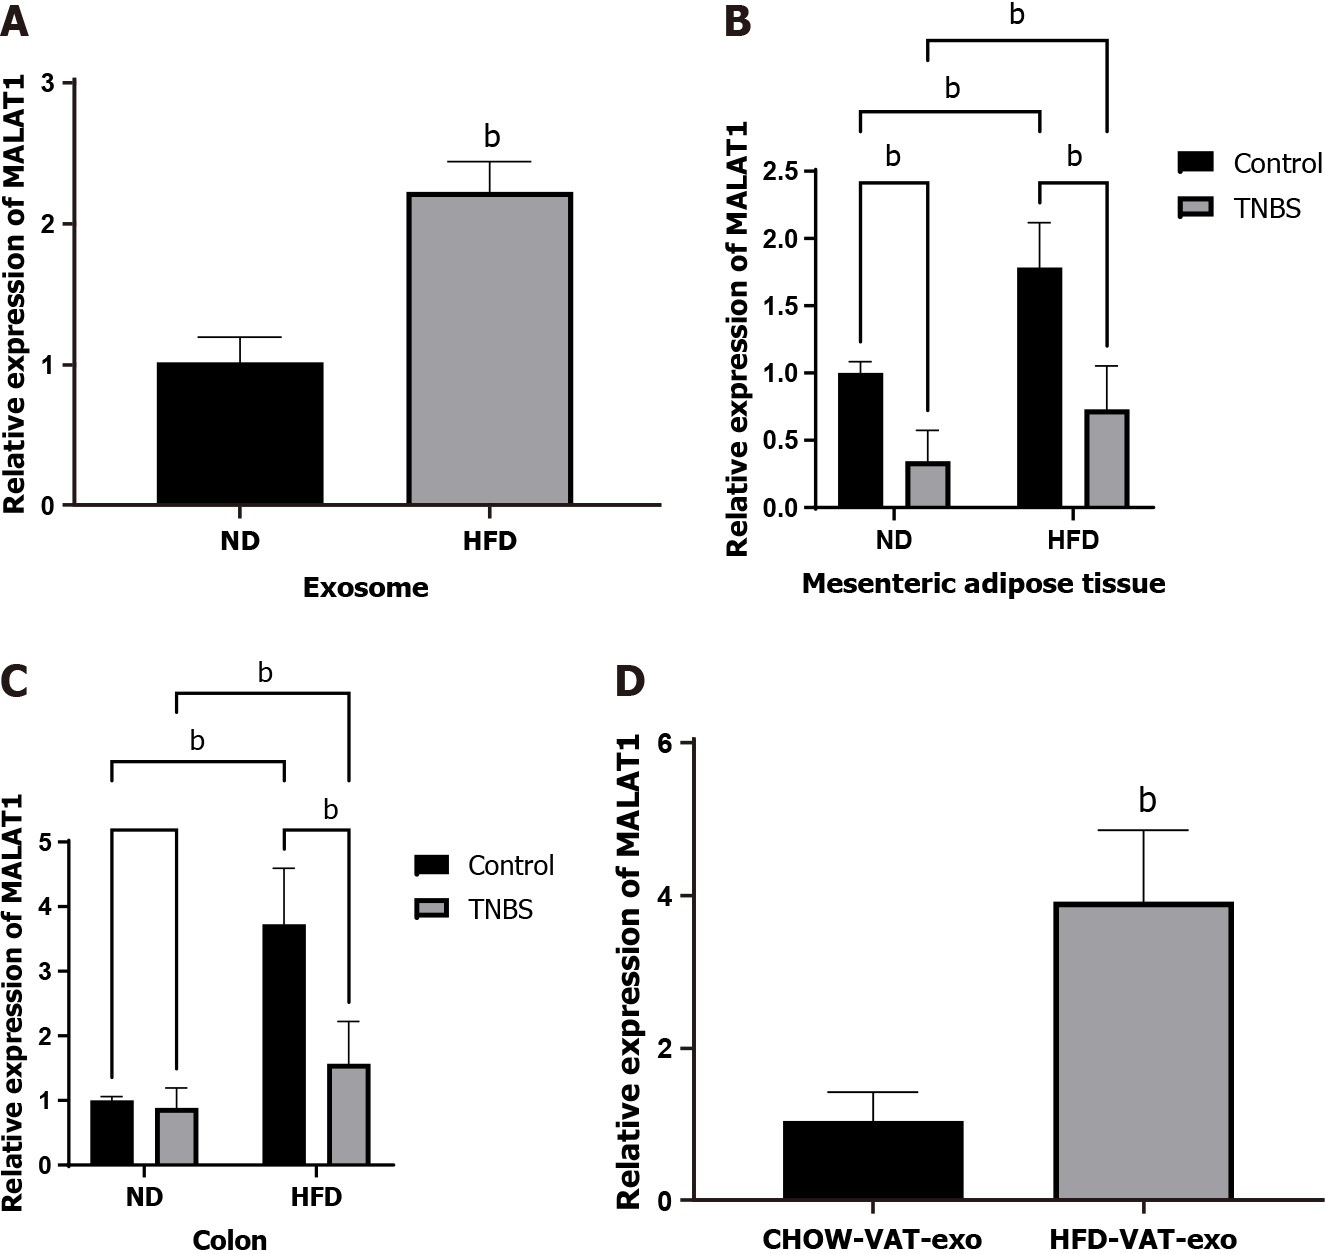 A
Relative expression of MALAT1
3
2
1
0
b
ND
HFD
Exosome
B
Relative expression of MALAT1
2.5
2.0
1.5
1.0
0.5
0.0
b
b
b
b
Control
TNBS
ND
HFD
Mesenteric adipose tissue
C
Relative expression of MALAT1
5
4
3
2
1
0
b
b
b
Control
TNBS
ND
HFD
Colon
D
Relative expression of MALAT1
6
4
2
0
b
CHOW-VAT-exo
HFD-VAT-exo